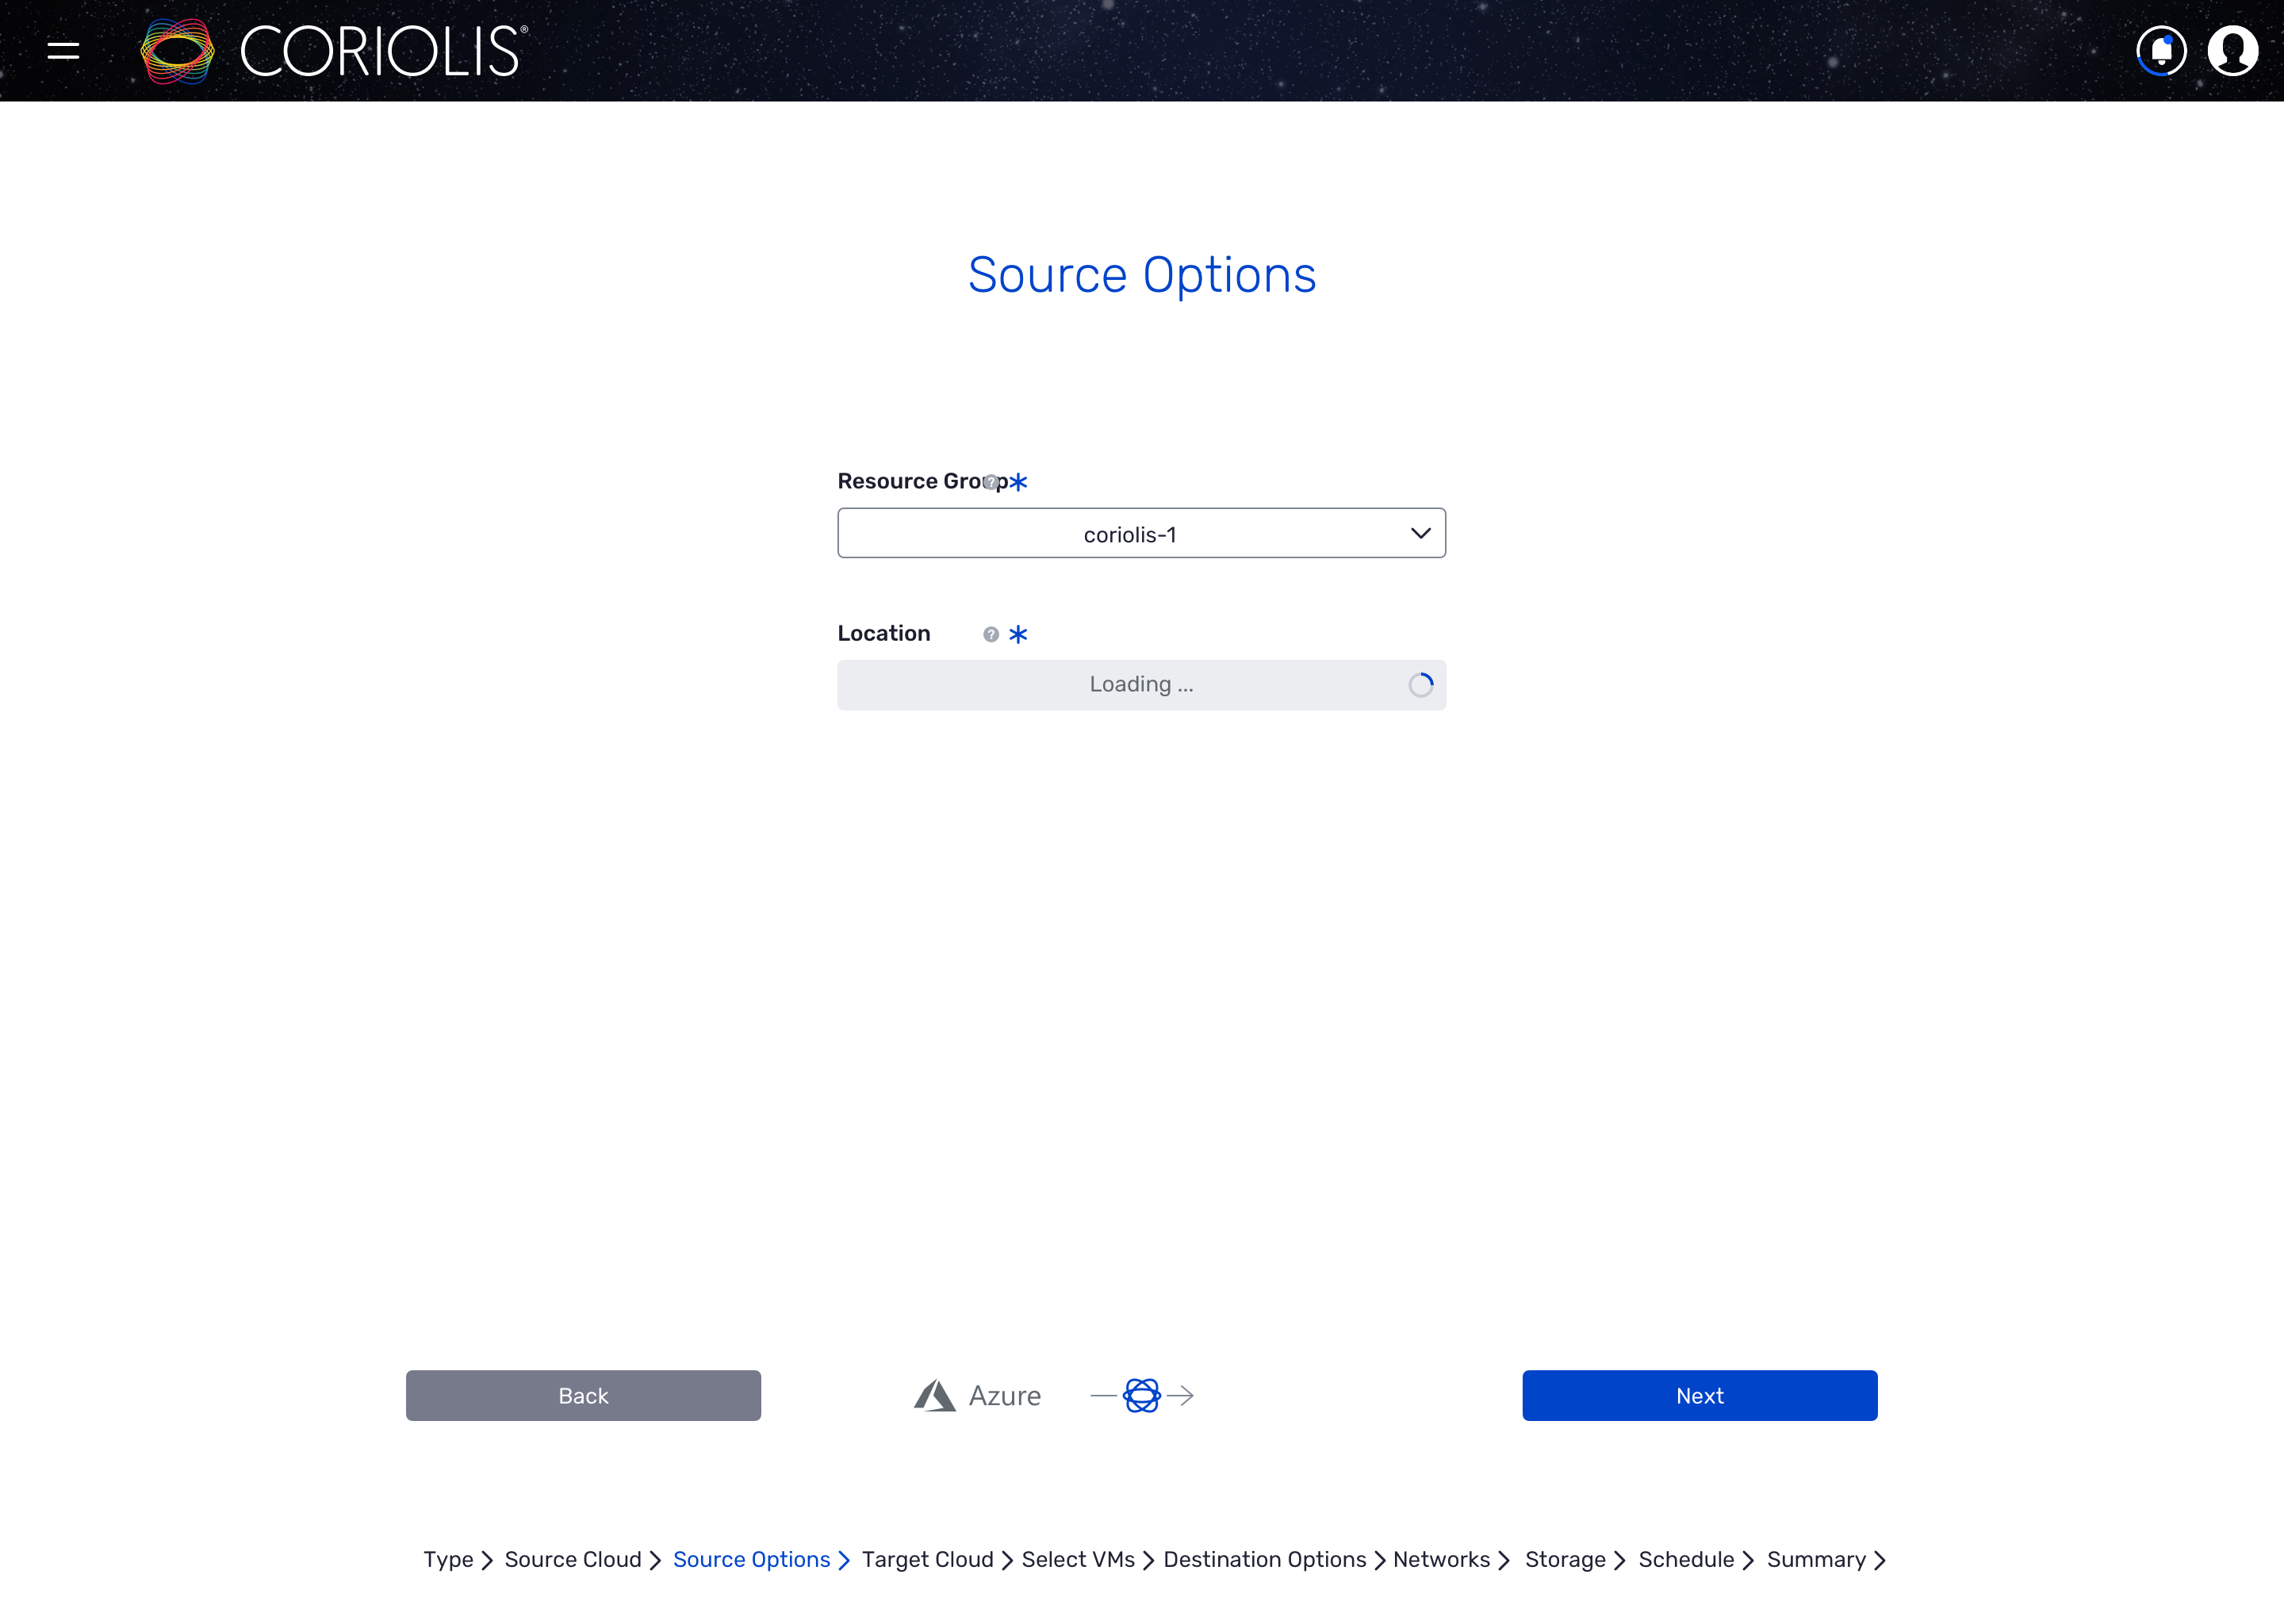 CORIOLIS®
Source Options
Resource Group ? *
coriolis-1
Location ? *
Loading ...
Back
Azure
Next
Type > Source Cloud > Source Options > Target Cloud > Select VMs > Destination Options > Networks > Storage > Schedule > Summary >